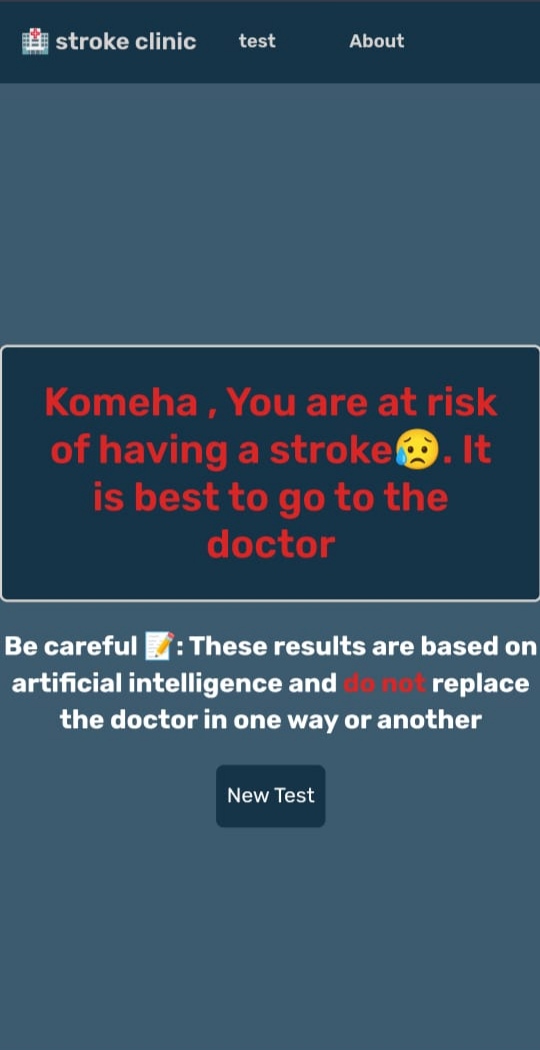 🏥 stroke clinic test About
Komeha , You are at risk
of having a stroke😥. It
is best to go to the
doctor
Be careful 📝: These results are based on
artificial intelligence and do not replace
the doctor in one way or another
New Test